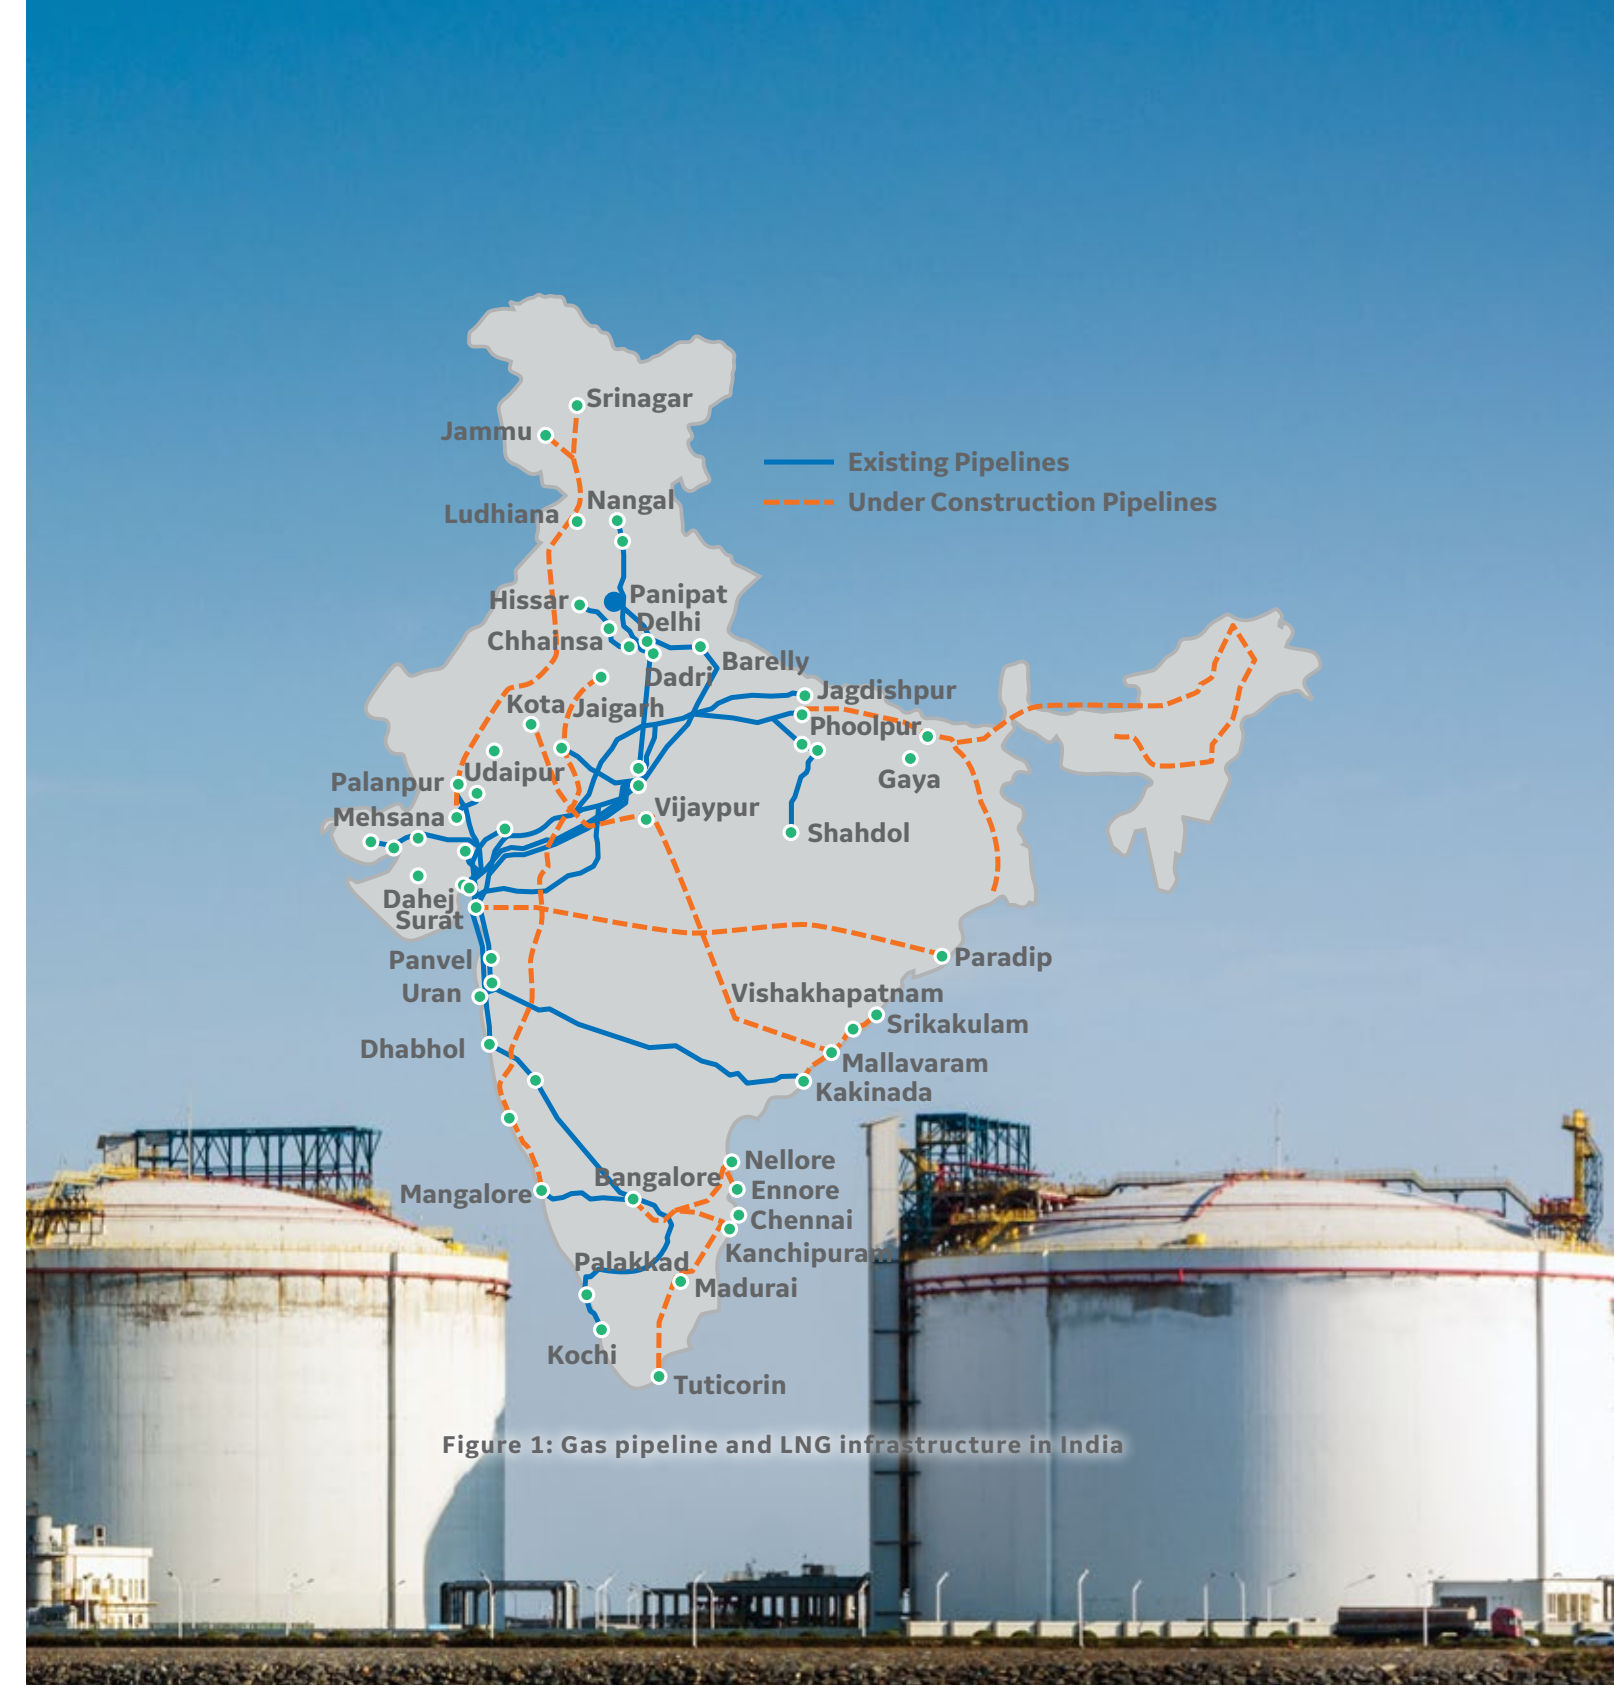 Srinagar
Jammu
Existing Pipelines
Under Construction Pipelines
Nangal
Ludhiana
Panipat
Hissar
Delhi
Chhainsa
Barelly
Dadri
Jagdishpur
Kota
Jaigarh
Phoolpur
Udaipur
Gaya
Palanpur
Vijaypur
Mehsana
Shahdol
Dahej
Surat
Panvel
Paradip
Uran
Vishakhapatnam
Srikakulam
Dhabhol
Mallavaram
Kakinada
Nellore
Bangalore
Ennore
Mangalore
Chennai
Kanchipuram
Palakkad
Madurai
Kochi
Tuticorin
Figure 1: Gas pipeline and LNG infrastructure in India